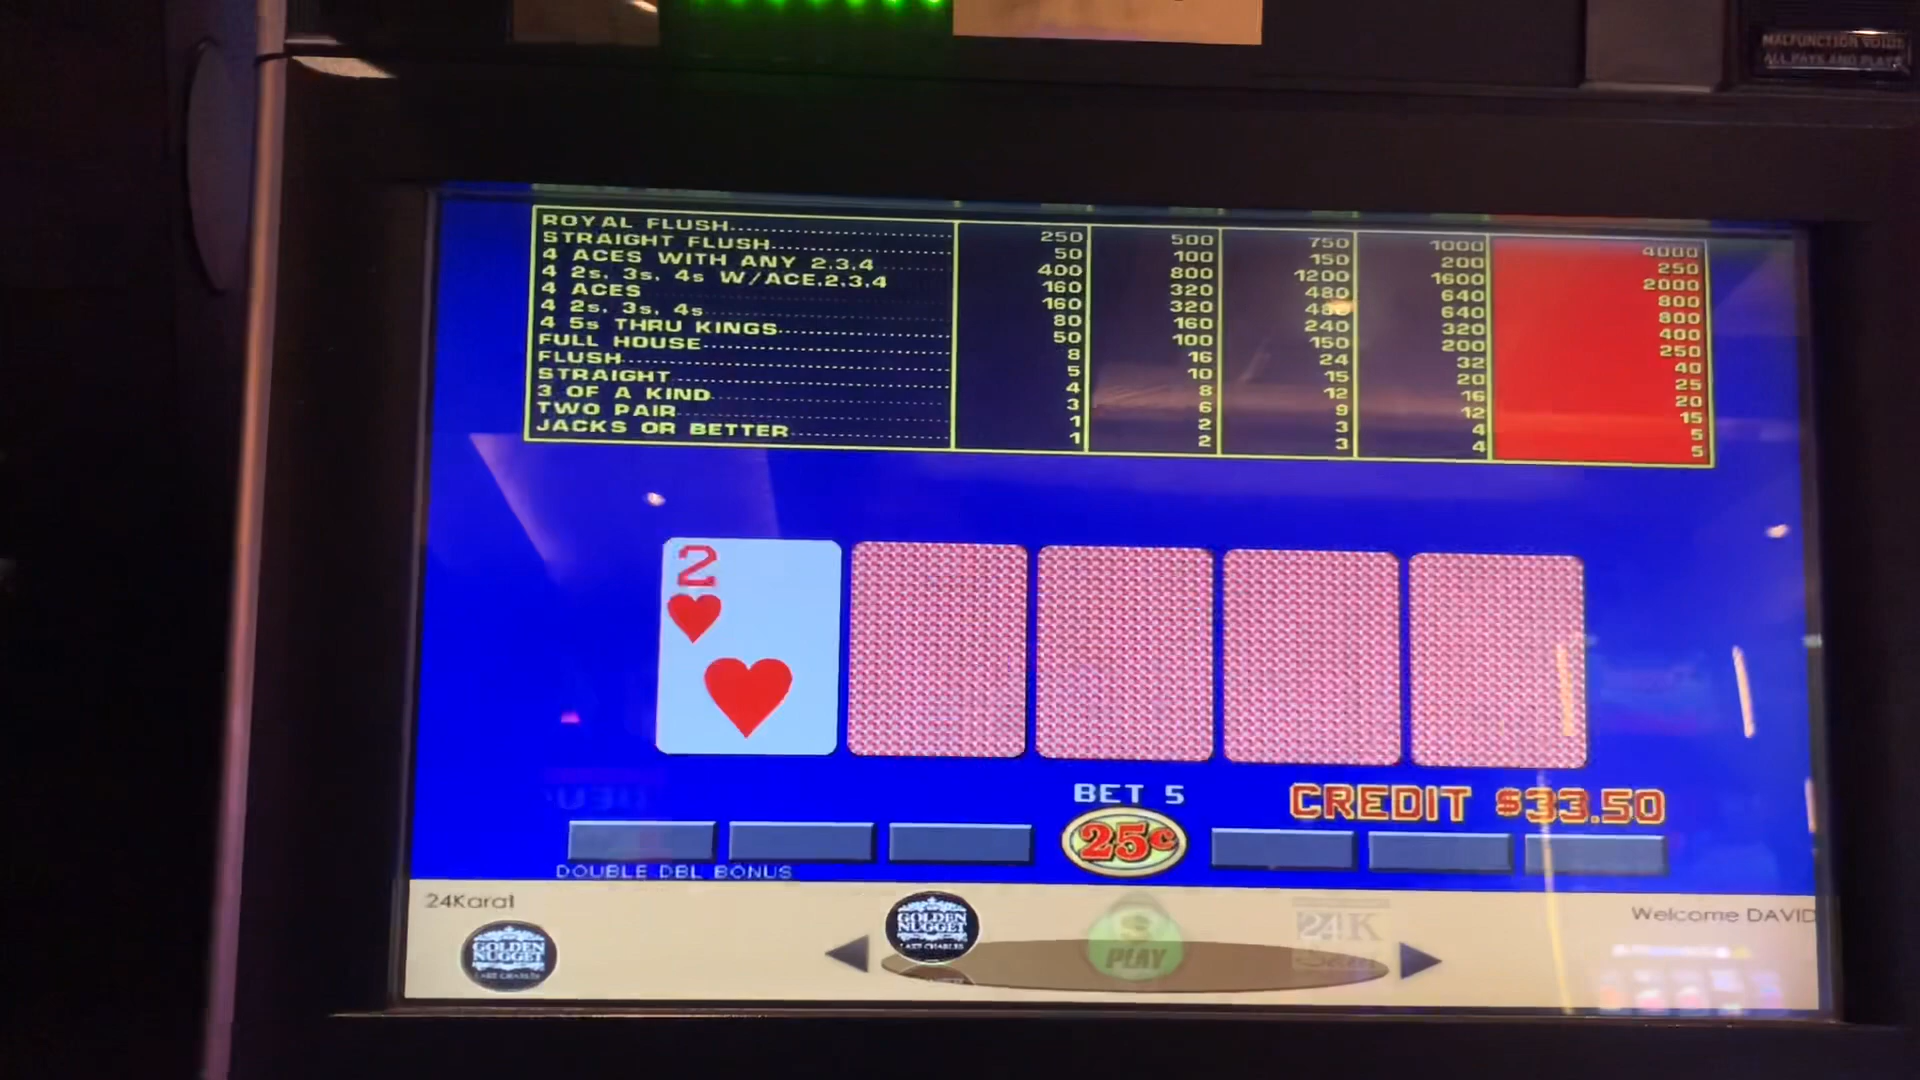 MALFUNCTION VOIDS
ALL PAYS AND PLAYS
ROYAL FLUSH 250 500 750 1000 4000
STRAIGHT FLUSH 50 100 150 200 250
4 ACES WITH ANY 2,3,4 400 800 1200 1600 2000
4 2s, 3s, 4s W/ACE,2,3,4 160 320 480 640 800
4 ACES 160 320 480 640 800
4 2s, 3s, 4s 80 160 240 320 400
4 5s THRU KINGS 50 100 150 200 250
FULL HOUSE 8 16 24 32 40
FLUSH 5 10 15 20 25
STRAIGHT 4 8 12 16 20
3 OF A KIND 3 6 9 12 15
TWO PAIR 1 2 3 4 5
JACKS OR BETTER 1 2 3 4 5
2
BET 5
CREDIT $33.50
25¢
DOUBLE DBL BONUS
24Karat
Welcome DAVID
GOLDEN
NUGGET
LAKE CHARLES
GOLDEN
NUGGET
LAKE CHARLES
PLAY
24K